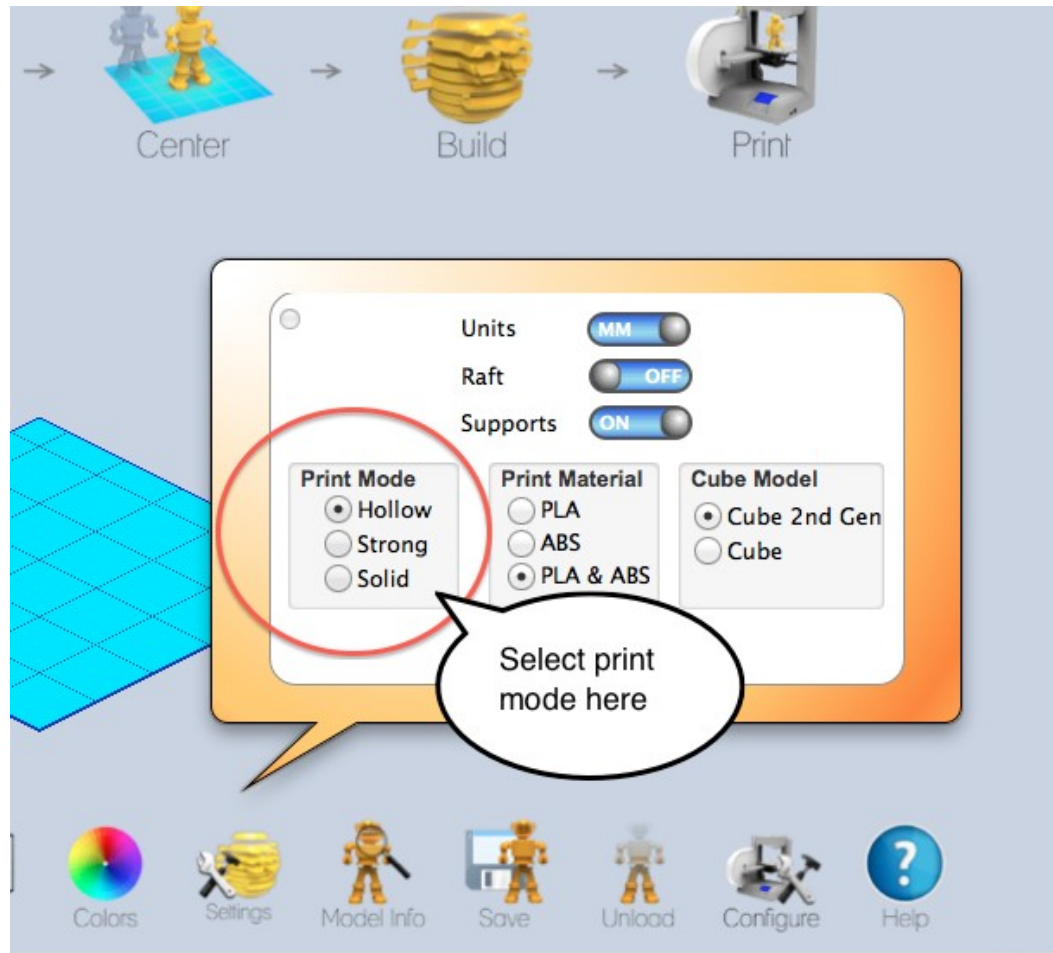 Center
Build
Print
Units MM
Raft OFF
Supports ON
Print Mode
Hollow
Strong
Solid
Print Material
PLA
ABS
PLA & ABS
Cube Model
Cube 2nd Gen
Cube
Select print
mode here
Colors
Settings
Model Info
Save
Unload
Configure
?
Help